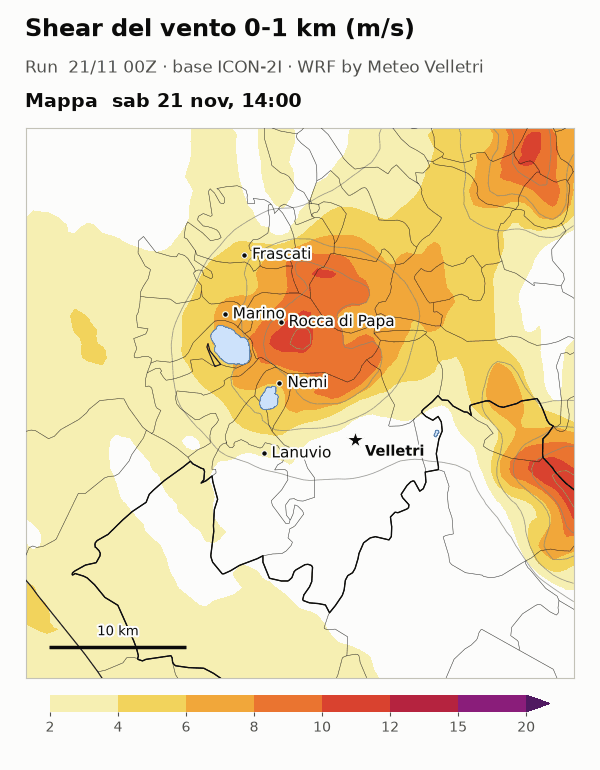 Shear del vento 0-1 km (m/s)
Run  21/11 00Z · base ICON-2I · WRF by Meteo Velletri
Mappa  sab 21 nov, 14:00
Frascati
Marino
Rocca di Papa
Nemi
Velletri
Lanuvio
10 km
2 4 6 8 10 12 15 20